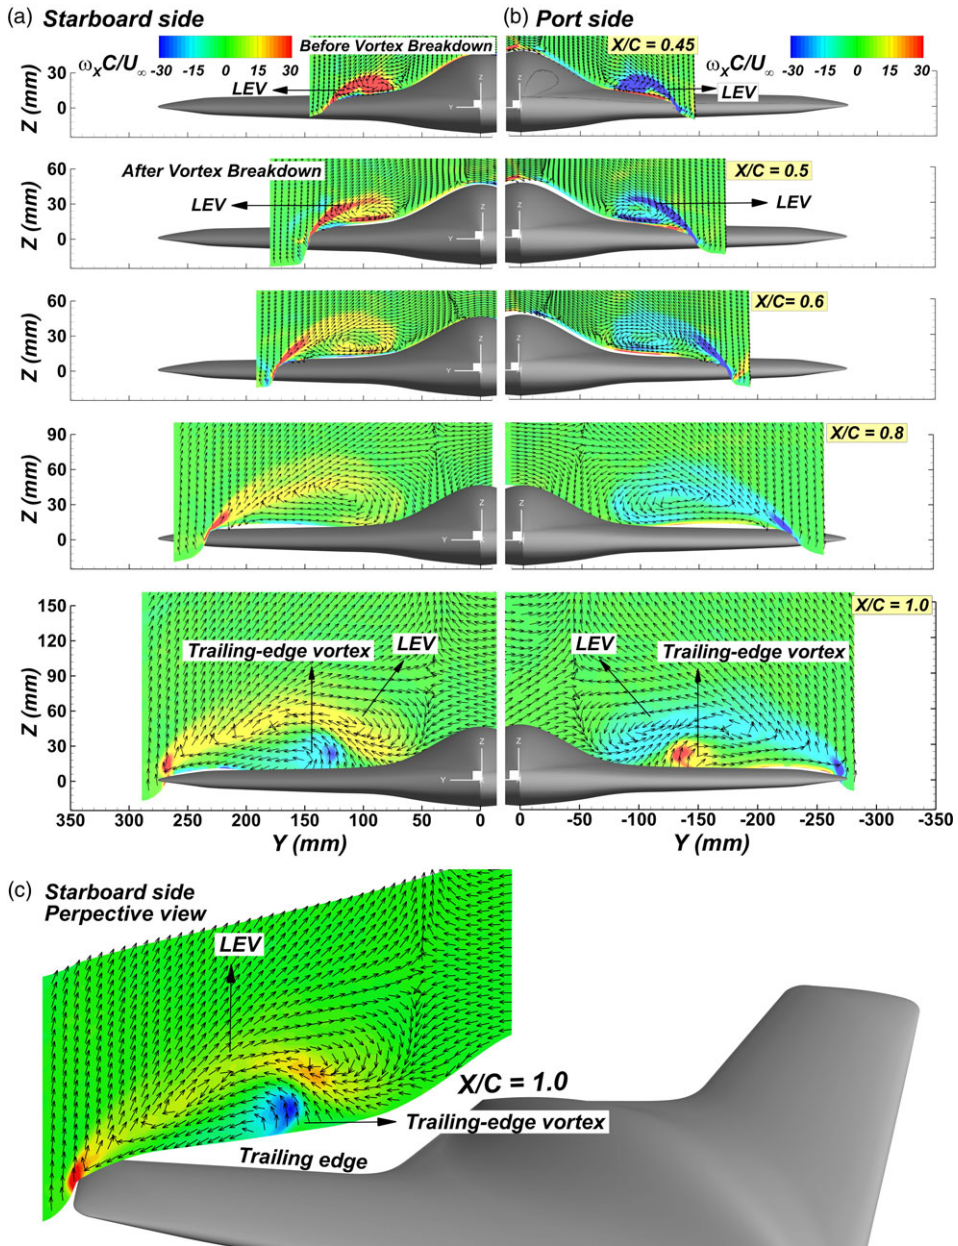 (a) Starboard side
(b) Port side
ωxC/U∞
-30 -15 0 15 30
Before Vortex Breakdown
X/C = 0.45
ωxC/U∞
-30 -15 0 15 30
Z (mm)
60
30
0
LEV
LEV
Z
Y
Z
After Vortex Breakdown
X/C = 0.5
Z (mm)
60
30
0
LEV
LEV
Z
Y
Z
X/C= 0.6
Z (mm)
60
30
0
Z
Y
Z
X/C = 0.8
Z (mm)
90
60
30
0
Z
Y
Z
X/C = 1.0
Z (mm)
150
120
90
60
30
0
Trailing-edge vortex
LEV
LEV
Trailing-edge vortex
Z
Y
Z
350 300 250 200 150 100 50 0
0 -50 -100 -150 -200 -250 -300 -350
Y (mm)
Y (mm)
(c) Starboard side
Perpective view
LEV
X/C = 1.0
Trailing-edge vortex
Trailing edge